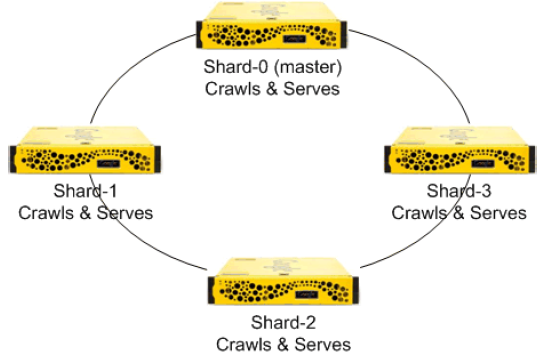 Shard-0 (master)
Crawls & Serves
Shard-1
Crawls & Serves
Shard-3
Crawls & Serves
Shard-2
Crawls & Serves